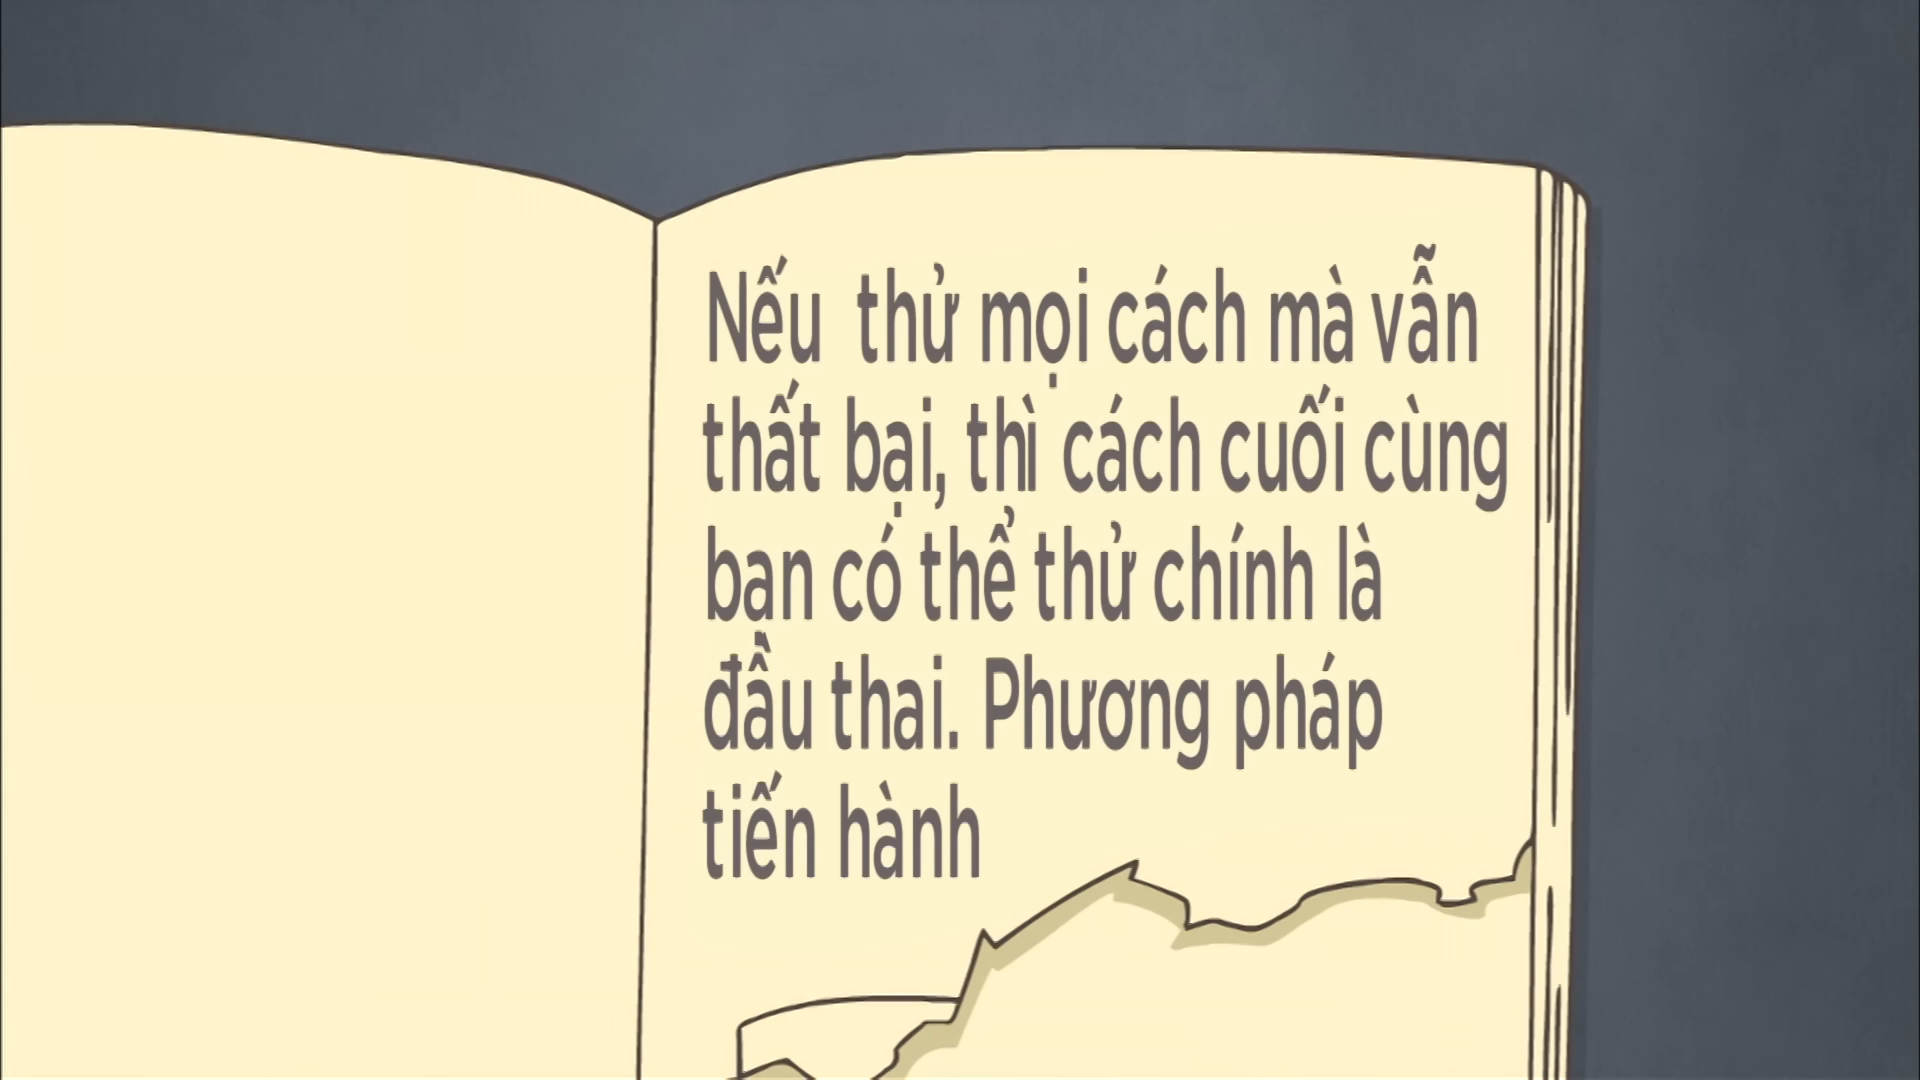 Nếu thử mọi cách mà vẫn
thất bại, thì cách cuối cùng
bạn có thể thử chính là
đầu thai. Phương pháp
tiến hành